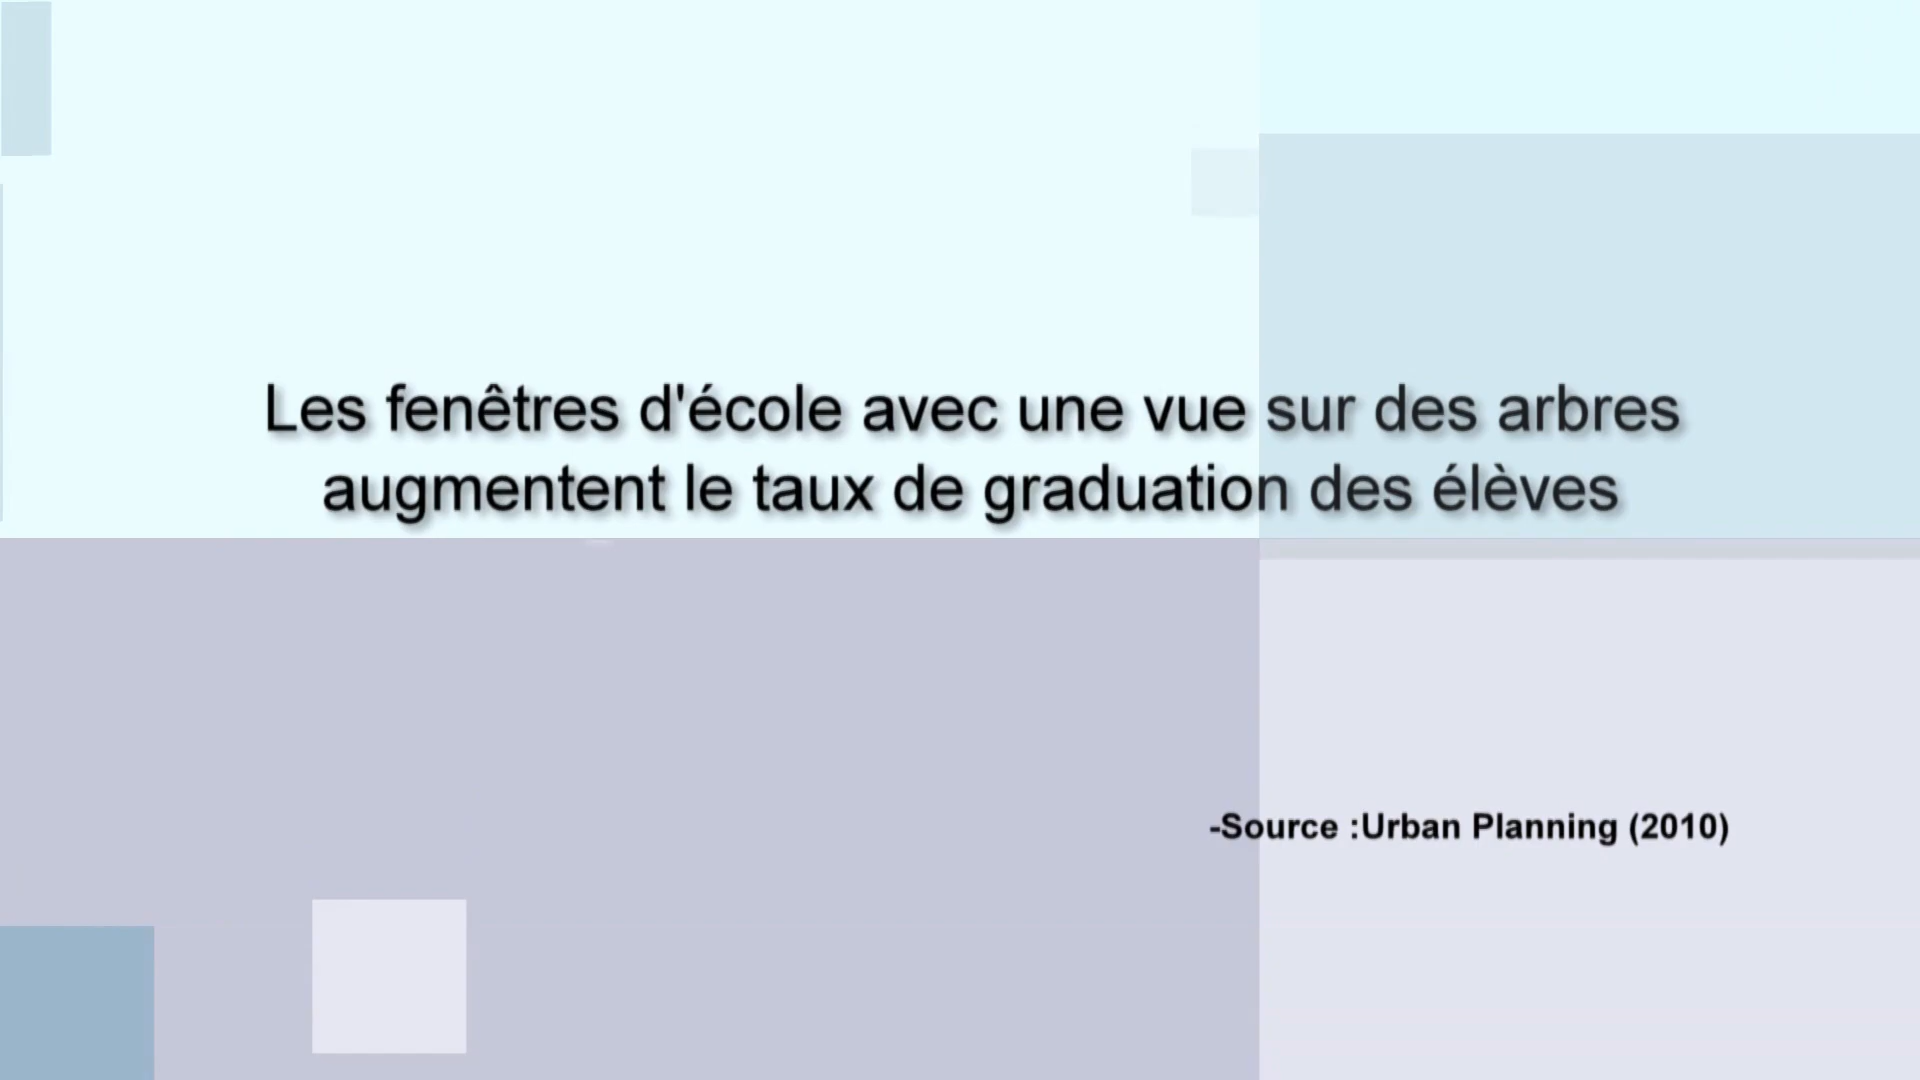 Les fenêtres d'école avec une vue sur des arbres
augmentent le taux de graduation des élèves
-Source :Urban Planning (2010)